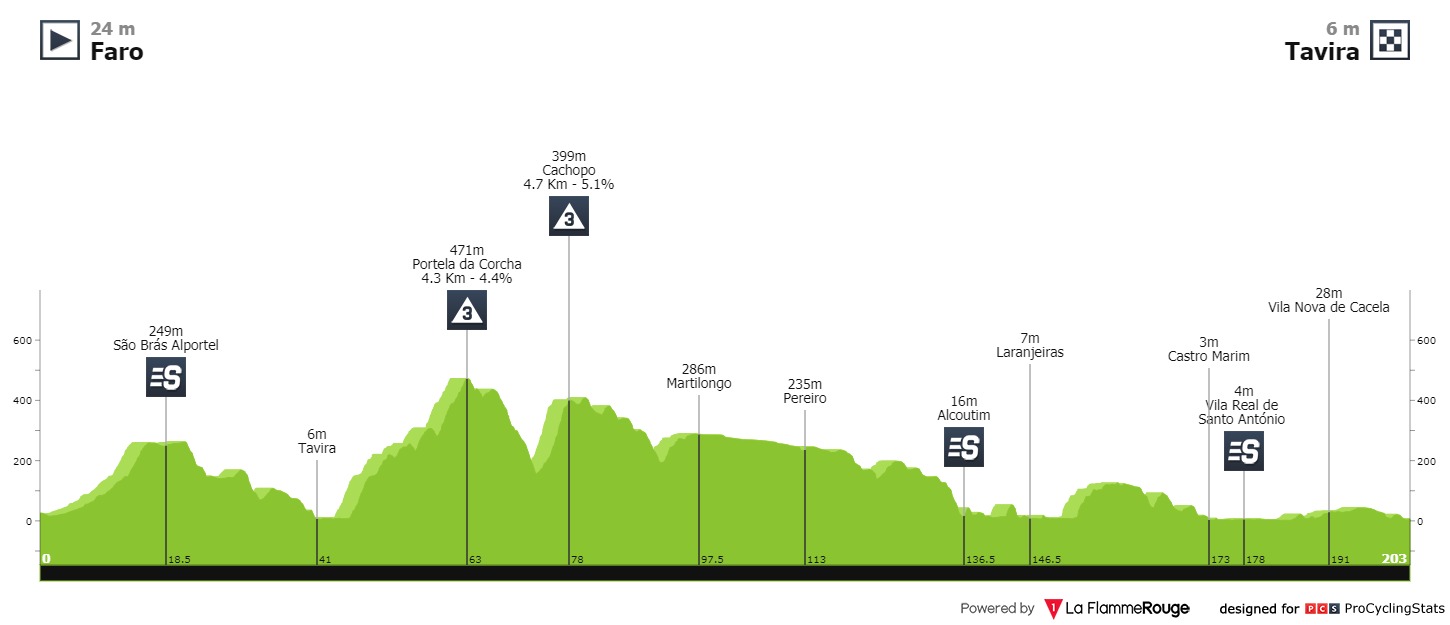 24 m
Faro
6 m
Tavira
399m
Cachopo
4.7 Km - 5.1%
3
471m
Portela da Corcha
4.3 Km - 4.4%
3
249m
São Brás Alportel
S
6m
Tavira
286m
Martilongo
235m
Pereiro
16m
Alcoutim
S
7m
Laranjeiras
3m
Castro Marim
4m
Vila Real de
Santo António
S
28m
Vila Nova de Cacela
600
400
200
0
600
400
200
0
0
18.5
41
63
78
97.5
113
136.5
146.5
173
178
191
203
Powered by 1 La FlammeRouge designed for PCS ProCyclingStats